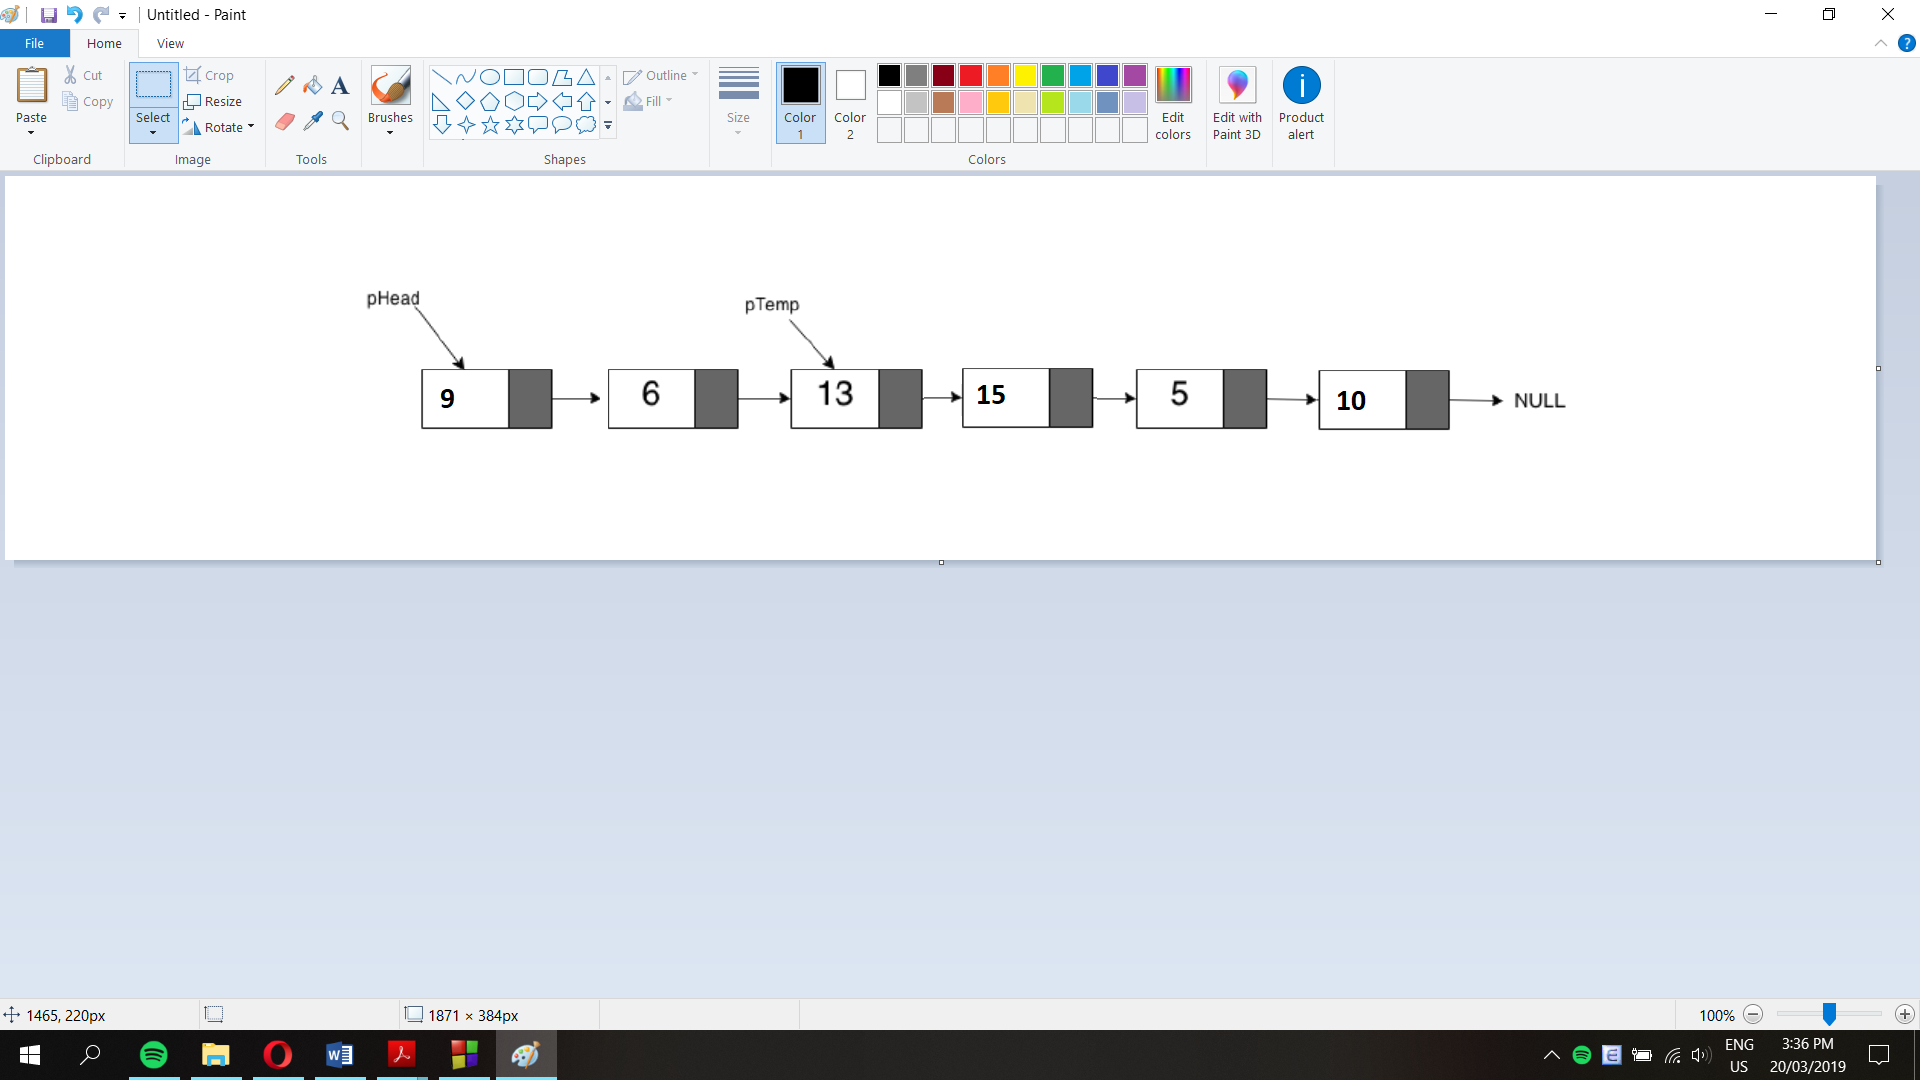 Untitled - Paint
File Home View
Paste
Cut
Copy
Clipboard
Select
Crop
Resize
Rotate
Image
A
Tools
Brushes
Outline
Fill
Shapes
Size
Color 1
Color 2
Colors
Edit colors
Edit with Paint 3D
Product alert
pHead pTemp
9 6 13 15 5 10 NULL
1465, 220px 1871 × 384px 100%
ENG US
3:36 PM
20/03/2019